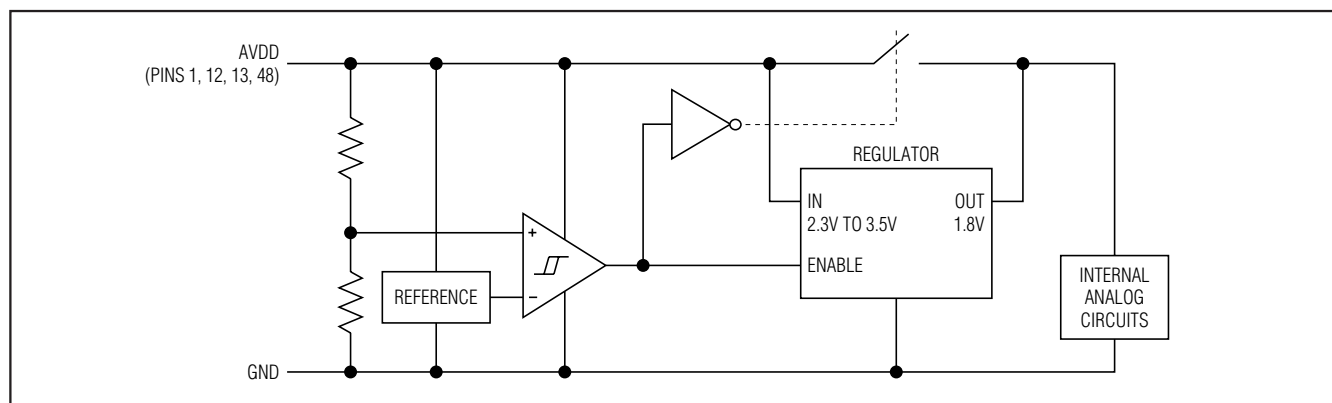 AVDD
(PINS 1, 12, 13, 48)
REGULATOR
IN
2.3V TO 3.5V
OUT
1.8V
+
ENABLE
REFERENCE
−
INTERNAL
ANALOG
CIRCUITS
GND